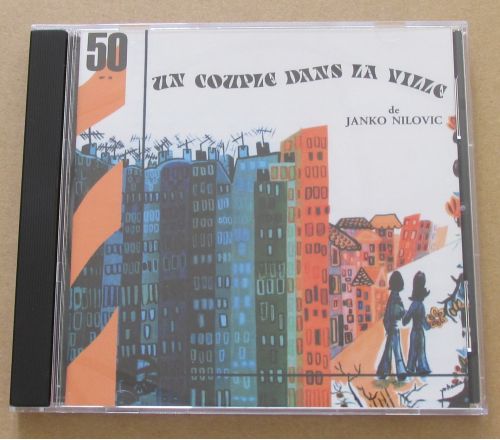 50
UN COUPLE DANS LA VILLE
de
JANKO NILOVIC